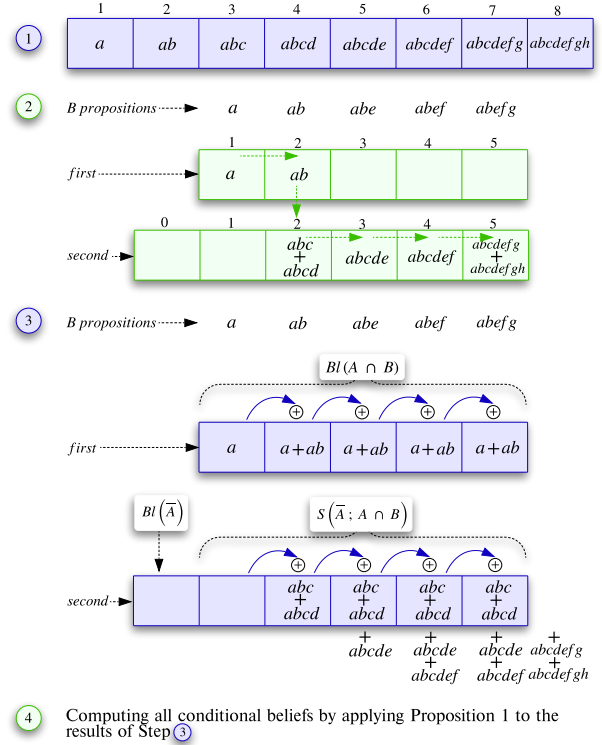 1 2 3 4 5 6 7 8
1 a ab abc abcd abcde abcdef abcdefg abcdefgh
2 B propositions a ab abe abef abefg
1 2 3 4 5
first a ab
0 1 2 3 4 5
second abc + abcd abcde abcdef abcdefg + abcdefgh
3 B propositions a ab abe abef abefg
Bl(A ∩ B)
⊕ ⊕ ⊕ ⊕
first a a+ab a+ab a+ab a+ab
Bl(A̅) S(A̅ ; A ∩ B)
⊕ ⊕ ⊕ ⊕
abc abc abc abc
second + + + +
abcd abcd abcd abcd
+ + + +
abcde abcde abcde abcdefg
+ + +
abcdef abcdef abcdefgh
4 Computing all conditional beliefs by applying Proposition 1 to the
results of Step 3